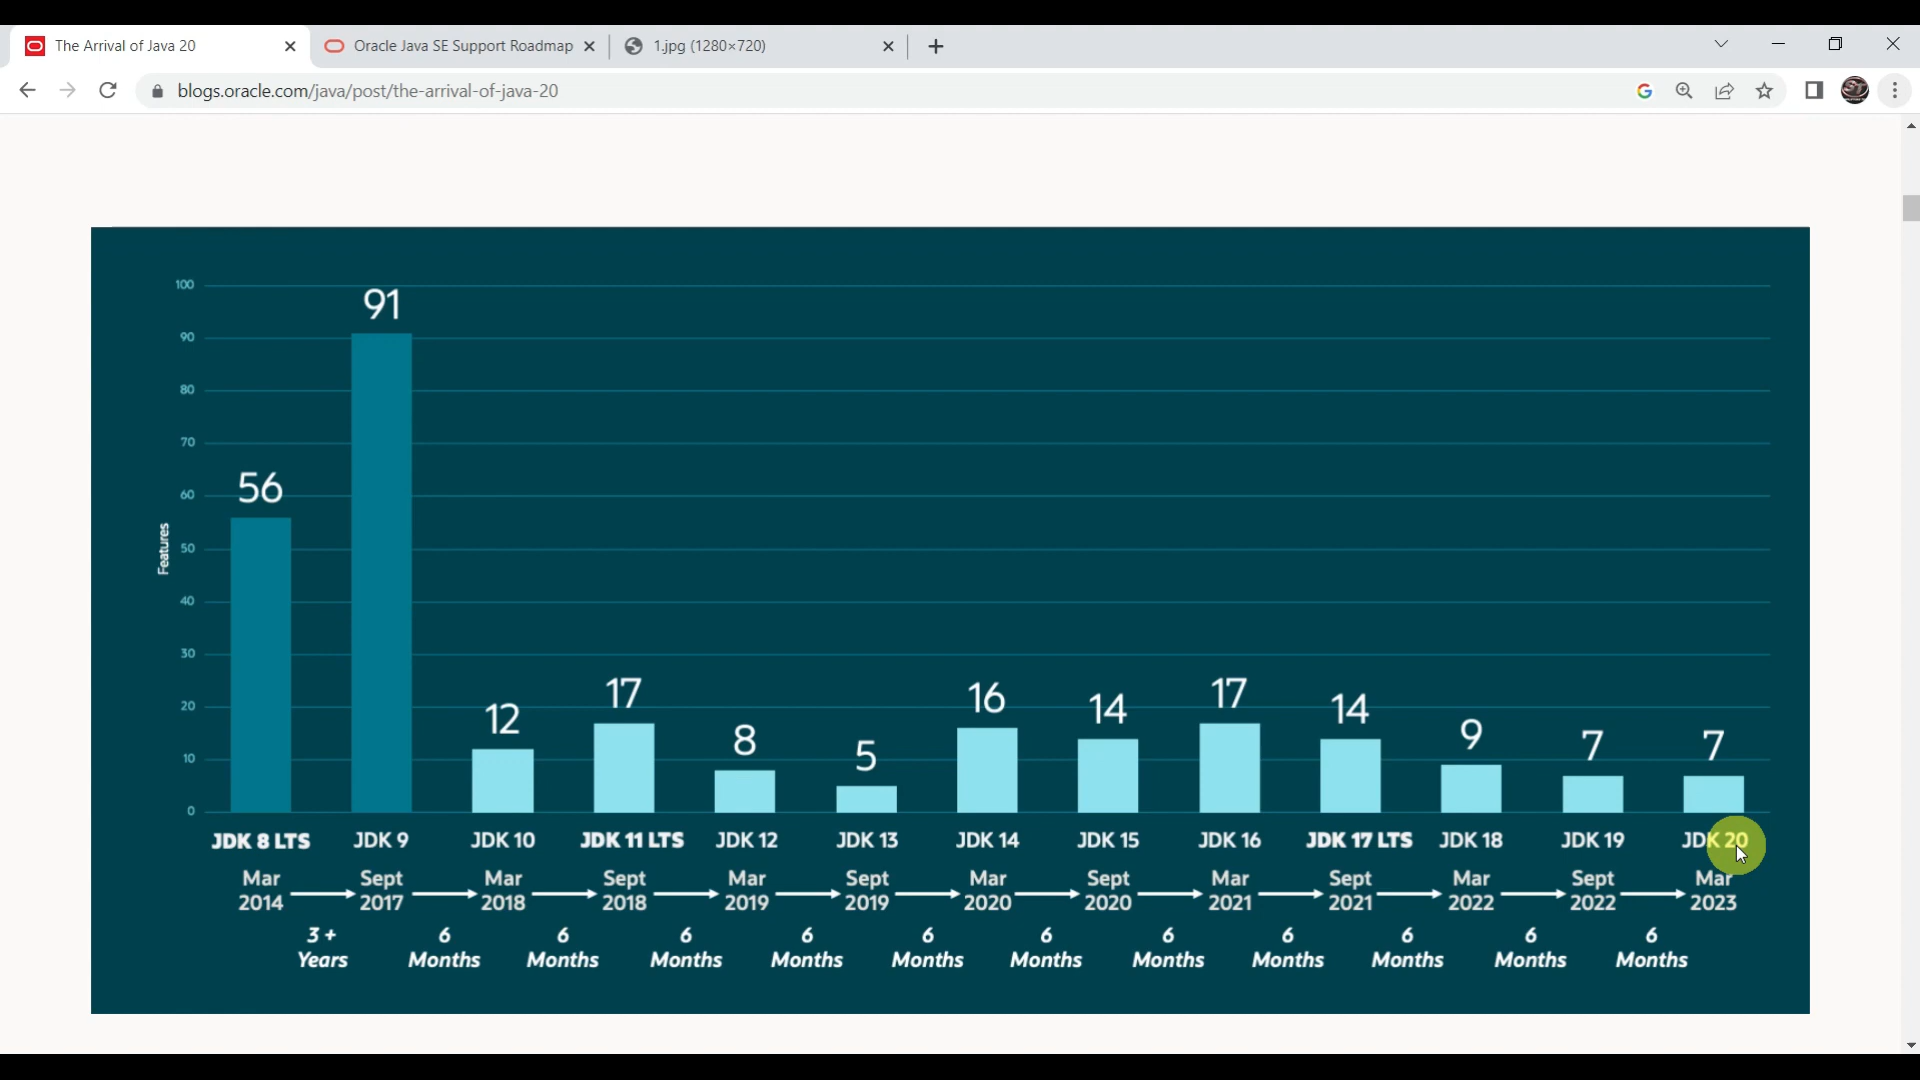 The Arrival of Java 20
Oracle Java SE Support Roadmap
1.jpg (1280×720)
blogs.oracle.com/java/post/the-arrival-of-java-20
100
90
80
70
60
50
40
30
20
10
0
Features
56
91
12
17
8
5
16
14
17
14
9
7
7
JDK 8 LTS JDK 9 JDK 10 JDK 11 LTS JDK 12 JDK 13 JDK 14 JDK 15 JDK 16 JDK 17 LTS JDK 18 JDK 19 JDK 20
Mar Sept Mar Sept Mar Sept Mar Sept Mar Sept Mar Sept Mar
2014 2017 2018 2018 2019 2019 2020 2020 2021 2021 2022 2022 2023
3 + 6 6 6 6 6 6 6 6 6 6 6
Years Months Months Months Months Months Months Months Months Months Months Months